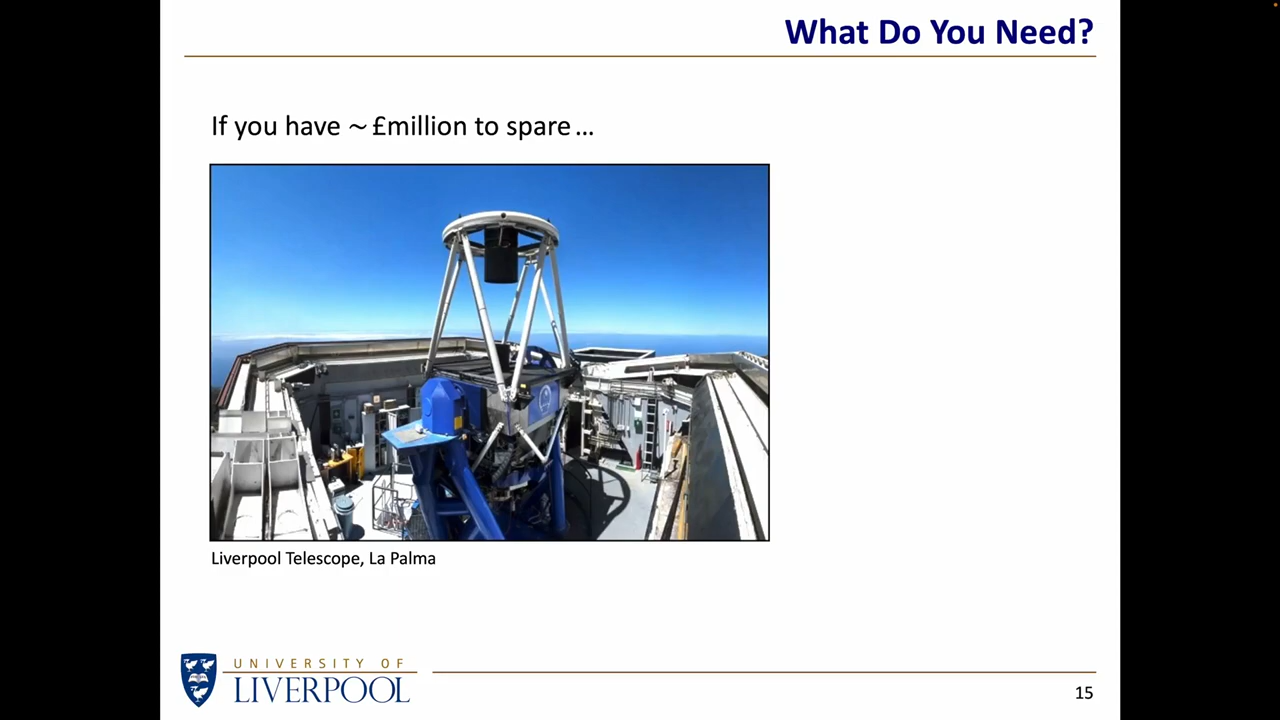 What Do You Need?
If you have ~ £million to spare …
Liverpool Telescope, La Palma
UNIVERSITY OF
LIVERPOOL
15